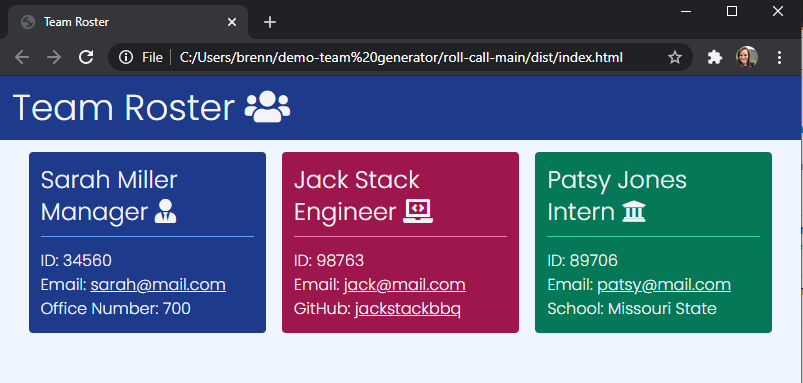 Team Roster
File
C:/Users/brenn/demo-team%20generator/roll-call-main/dist/index.html
Team Roster
Sarah Miller
Manager
ID: 34560
Email: sarah@mail.com
Office Number: 700
Jack Stack
Engineer
ID: 98763
Email: jack@mail.com
GitHub: jackstackbbq
Patsy Jones
Intern
ID: 89706
Email: patsy@mail.com
School: Missouri State